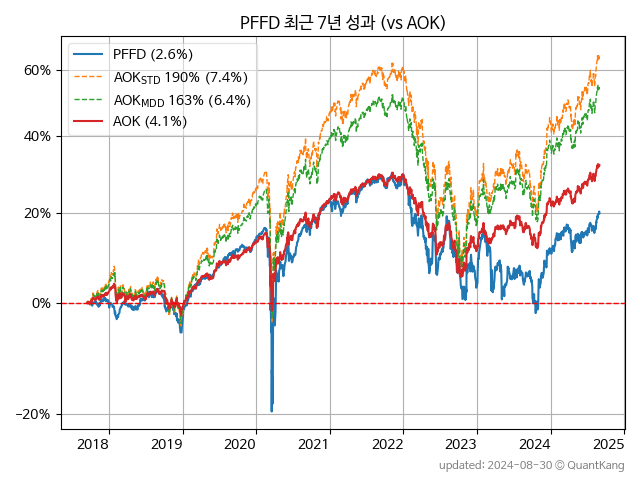 PFFD 최근 7년 성과 (vs AOK)
PFFD (2.6%)
AOK_STD 190% (7.4%)
AOK_MDD 163% (6.4%)
AOK (4.1%)
60%
40%
20%
0%
−20%
2018 2019 2020 2021 2022 2023 2024 2025
updated: 2024-08-30 © QuantKang